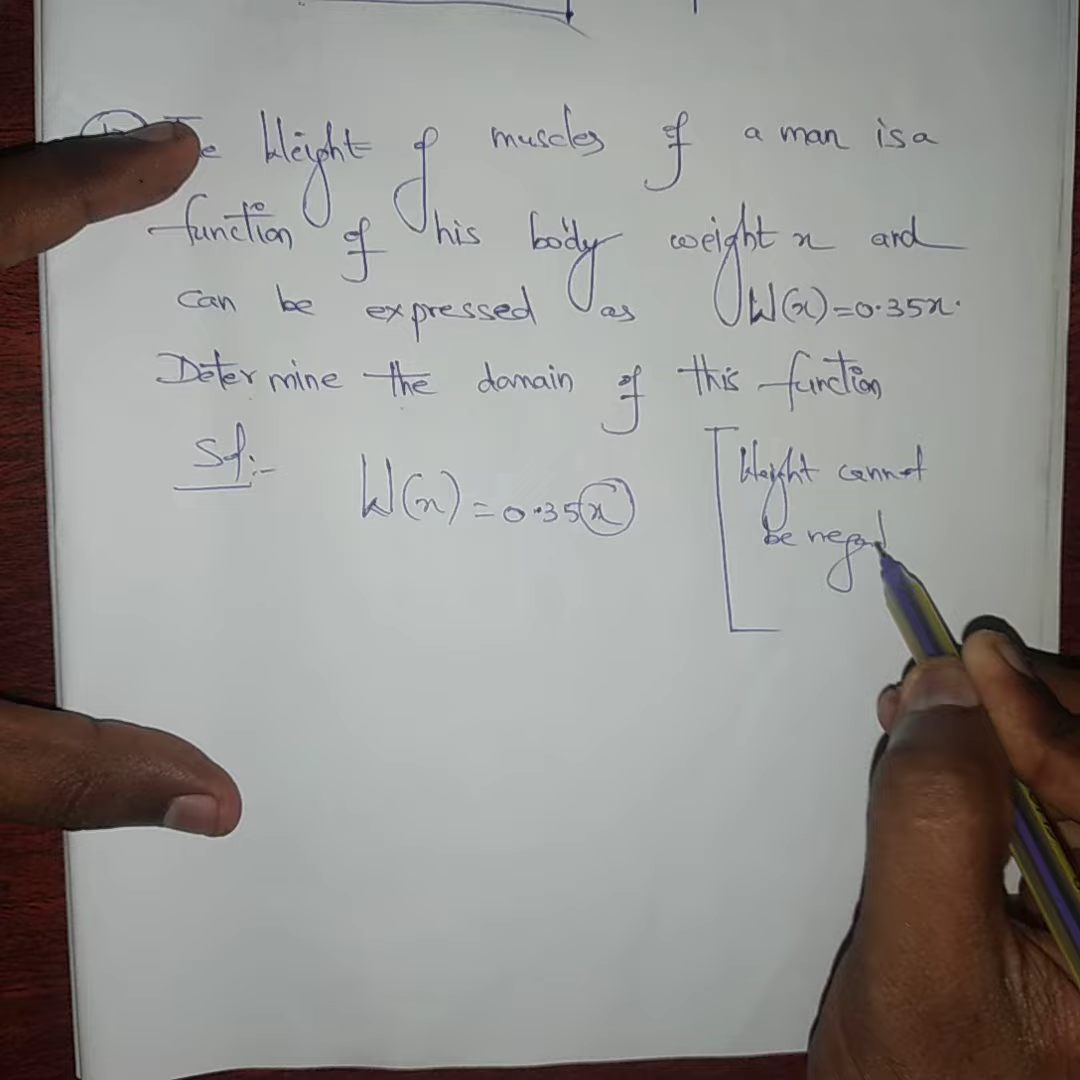 Weight of muscles of a man is a
function of his body weight x and
can be expressed as W(x)=0.35x.
Determine the domain of this function
Sol:-
W(x) = 0.35x
Weight cannot
be negat